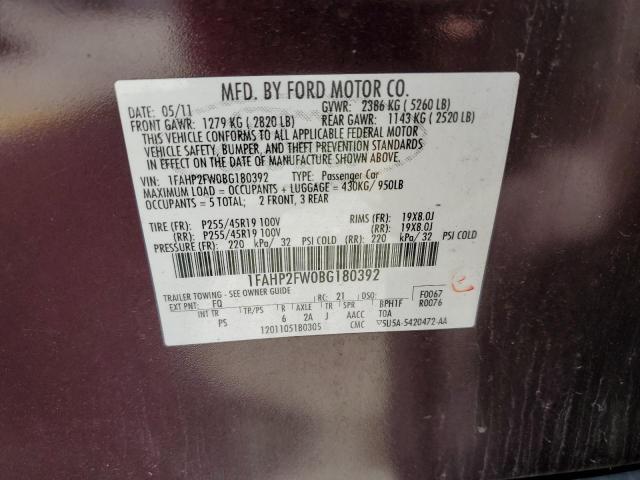 MFD. BY FORD MOTOR CO.
DATE: 05/11 GVWR: 2386 KG ( 5260 LB)
FRONT GAWR: 1279 KG ( 2820 LB) REAR GAWR: 1143 KG ( 2520 LB)
THIS VEHICLE CONFORMS TO ALL APPLICABLE FEDERAL MOTOR
VEHICLE SAFETY, BUMPER, AND THEFT PREVENTION STANDARDS
IN EFFECT ON THE DATE OF MANUFACTURE SHOWN ABOVE.
VIN: 1FAHP2FW0BG180392 TYPE: Passenger Car
MAXIMUM LOAD = OCCUPANTS + LUGGAGE = 430KG/ 950LB
OCCUPANTS = 5 TOTAL; 2 FRONT, 3 REAR
TIRE (FR): P255/45R19 100V RIMS (FR): 19X8.0J
(RR): P255/45R19 100V (RR): 19X8.0J
PRESSURE (FR): 220 kPa/ 32 PSI COLD (RR): 220 kPa/ 32 PSI COLD
1FAHP2FW0BG180392
TRAILER TOWING - SEE OWNER GUIDE
EXT PNT: FQ RC: 21 DSO: F0067
INT TR TP/PS R AXLE TR SPR BPH1F R0076
PS 6 2A J AACC TOA
1201105180305 CMC 5U5A-5420472-AA